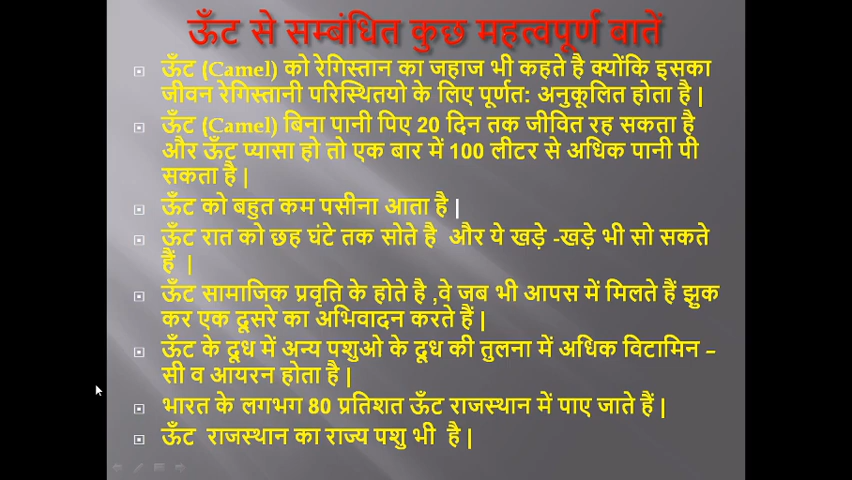 ऊँट से सम्बंधित कुछ महत्वपूर्ण बातें
ऊँट (Camel) को रेगिस्तान का जहाज भी कहते है क्योंकि इसका
जीवन रेगिस्तानी परिस्थितयो के लिए पूर्णत: अनुकूलित होता है |
ऊँट (Camel) बिना पानी पिए 20 दिन तक जीवित रह सकता है
और ऊँट प्यासा हो तो एक बार में 100 लीटर से अधिक पानी पी
सकता है |
ऊँट को बहुत कम पसीना आता है |
ऊँट रात को छह घंटे तक सोते है और ये खड़े -खड़े भी सो सकते
हैं |
ऊँट सामाजिक प्रवृति के होते है ,वे जब भी आपस में मिलते हैं झुक
कर एक दूसरे का अभिवादन करते हैं |
ऊँट के दूध में अन्य पशुओ के दूध की तुलना में अधिक विटामिन –
सी व आयरन होता है |
भारत के लगभग 80 प्रतिशत ऊँट राजस्थान में पाए जाते हैं |
ऊँट राजस्थान का राज्य पशु भी है |